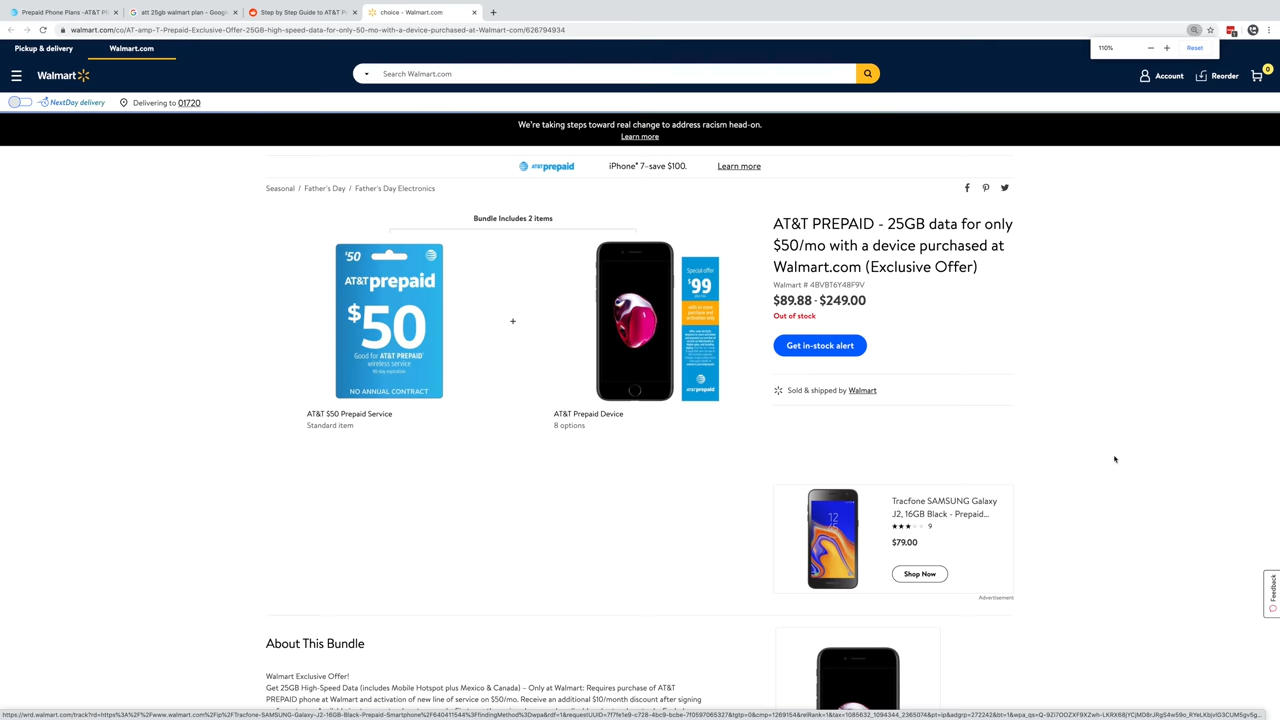 Prepaid Phone Plans –AT&T P
att 25gb walmart plan - Google
Step by Step Guide to AT&T P
choice - Walmart.com
walmart.com/co/AT-amp-T-Prepaid-Exclusive-Offer-25GB-high-speed-data-for-only-50-mo-with-a-device-purchased-at-Walmart-com/626794934
Pickup & delivery
Walmart.com
110%
Reset
Walmart
Search Walmart.com
Account
Reorder
0
NextDay delivery
Delivering to 01720
We're taking steps toward real change to address racism head-on.
Learn more
AT&T prepaid
iPhone® 7–save $100.
Learn more
Seasonal / Father's Day / Father's Day Electronics
Bundle Includes 2 items
$50
AT&T prepaid
$50
Good for AT&T PREPAID
wireless service
NO ANNUAL CONTRACT
+
Special offer
$99
AT&T prepaid
AT&T $50 Prepaid Service
Standard item
AT&T Prepaid Device
8 options
AT&T PREPAID - 25GB data for only
$50/mo with a device purchased at
Walmart.com (Exclusive Offer)
Walmart # 4BVBT6Y48F9V
$89.88 - $249.00
Out of stock
Get in-stock alert
Sold & shipped by Walmart
Tracfone SAMSUNG Galaxy
J2, 16GB Black - Prepaid...
9
$79.00
Shop Now
Advertisement
Feedback
About This Bundle
Walmart Exclusive Offer!
Get 25GB High-Speed Data (includes Mobile Hotspot plus Mexico & Canada) – Only at Walmart: Requires purchase of AT&T
PREPAID phone at Walmart and activation of new line of service on $50/mo. Receive an additional $10/month discount after signing